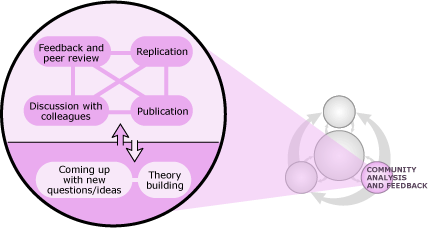 Feedback and
peer review
Replication
Discussion with
colleagues
Publication
Coming up
with new
questions/ideas
Theory
building
COMMUNITY
ANALYSIS
AND FEEDBACK